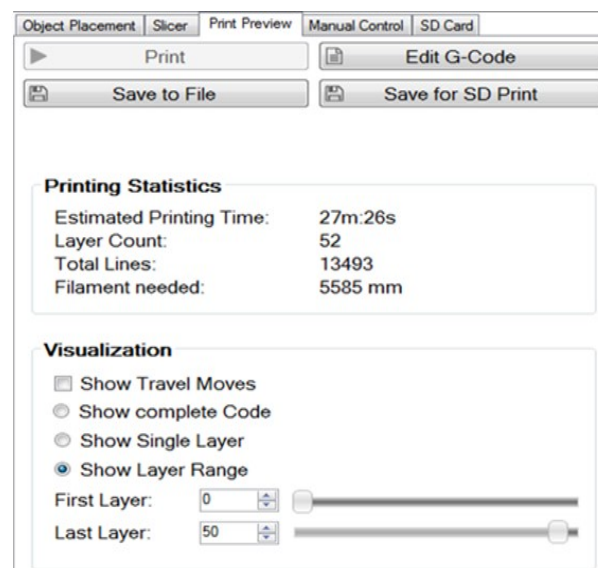 Object Placement Slicer Print Preview Manual Control SD Card
Print Edit G-Code
Save to File Save for SD Print
Printing Statistics
Estimated Printing Time: 27m:26s
Layer Count: 52
Total Lines: 13493
Filament needed: 5585 mm
Visualization
Show Travel Moves
Show complete Code
Show Single Layer
Show Layer Range
First Layer: 0
Last Layer: 50